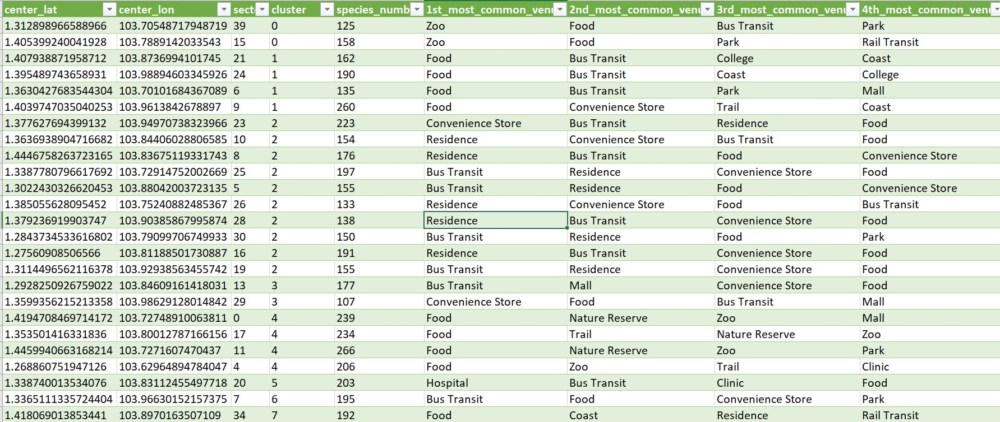 center_lat center_lon sect cluster species_numb 1st_most_common_venu 2nd_most_common_venu 3rd_most_common_venu 4th_most_common_venu
1.312898966588966 103.70548717948719 39 0 125 Zoo Food Bus Transit Park
1.405399240041928 103.7889142033543 15 0 158 Zoo Food Park Rail Transit
1.407938871958712 103.8736994101745 21 1 162 Food Bus Transit College Coast
1.395489743658931 103.98894603345926 24 1 190 Food Bus Transit Coast College
1.3630427683544304 103.70101684367089 6 1 135 Food Bus Transit Park Mall
1.4039747035040253 103.9613842678897 9 1 260 Food Convenience Store Trail Coast
1.377627694399132 103.94970738323966 23 2 223 Convenience Store Bus Transit Residence Food
1.3636938904716682 103.84406028806585 10 2 154 Residence Convenience Store Bus Transit Food
1.4446758263723165 103.83675119331743 8 2 176 Residence Bus Transit Food Convenience Store
1.3387780796617692 103.72914752002669 25 2 197 Bus Transit Residence Convenience Store Food
1.3022430326620453 103.88042003723135 5 2 155 Bus Transit Residence Food Convenience Store
1.385055628095452 103.75240882485367 26 2 133 Residence Convenience Store Food Bus Transit
1.379236919903747 103.90385867995874 28 2 138 Residence Bus Transit Convenience Store Food
1.2843734533616802 103.79099706749933 30 2 150 Bus Transit Residence Food Park
1.27560908506566 103.81188501730887 16 2 191 Residence Bus Transit Convenience Store Food
1.3114496562116378 103.92938563455742 19 2 155 Bus Transit Residence Convenience Store Food
1.2928250926759022 103.84609161418031 13 3 177 Bus Transit Mall Convenience Store Food
1.3599356215213358 103.98629128014842 29 3 107 Convenience Store Food Bus Transit Mall
1.4194708469714172 103.72748910063811 0 4 239 Food Nature Reserve Zoo Mall
1.353501416331836 103.80012787166156 17 4 234 Food Trail Nature Reserve Zoo
1.4459940663168214 103.7271607470437 11 4 266 Food Nature Reserve Zoo Park
1.268860751947126 103.62964894784047 4 4 206 Food Zoo Trail Clinic
1.338740013534076 103.83112455497718 20 5 203 Hospital Bus Transit Clinic Food
1.3365111335724404 103.96630152157375 7 6 195 Bus Transit Food Convenience Store Park
1.418069013853441 103.8970163507109 34 7 192 Food Coast Residence Rail Transit